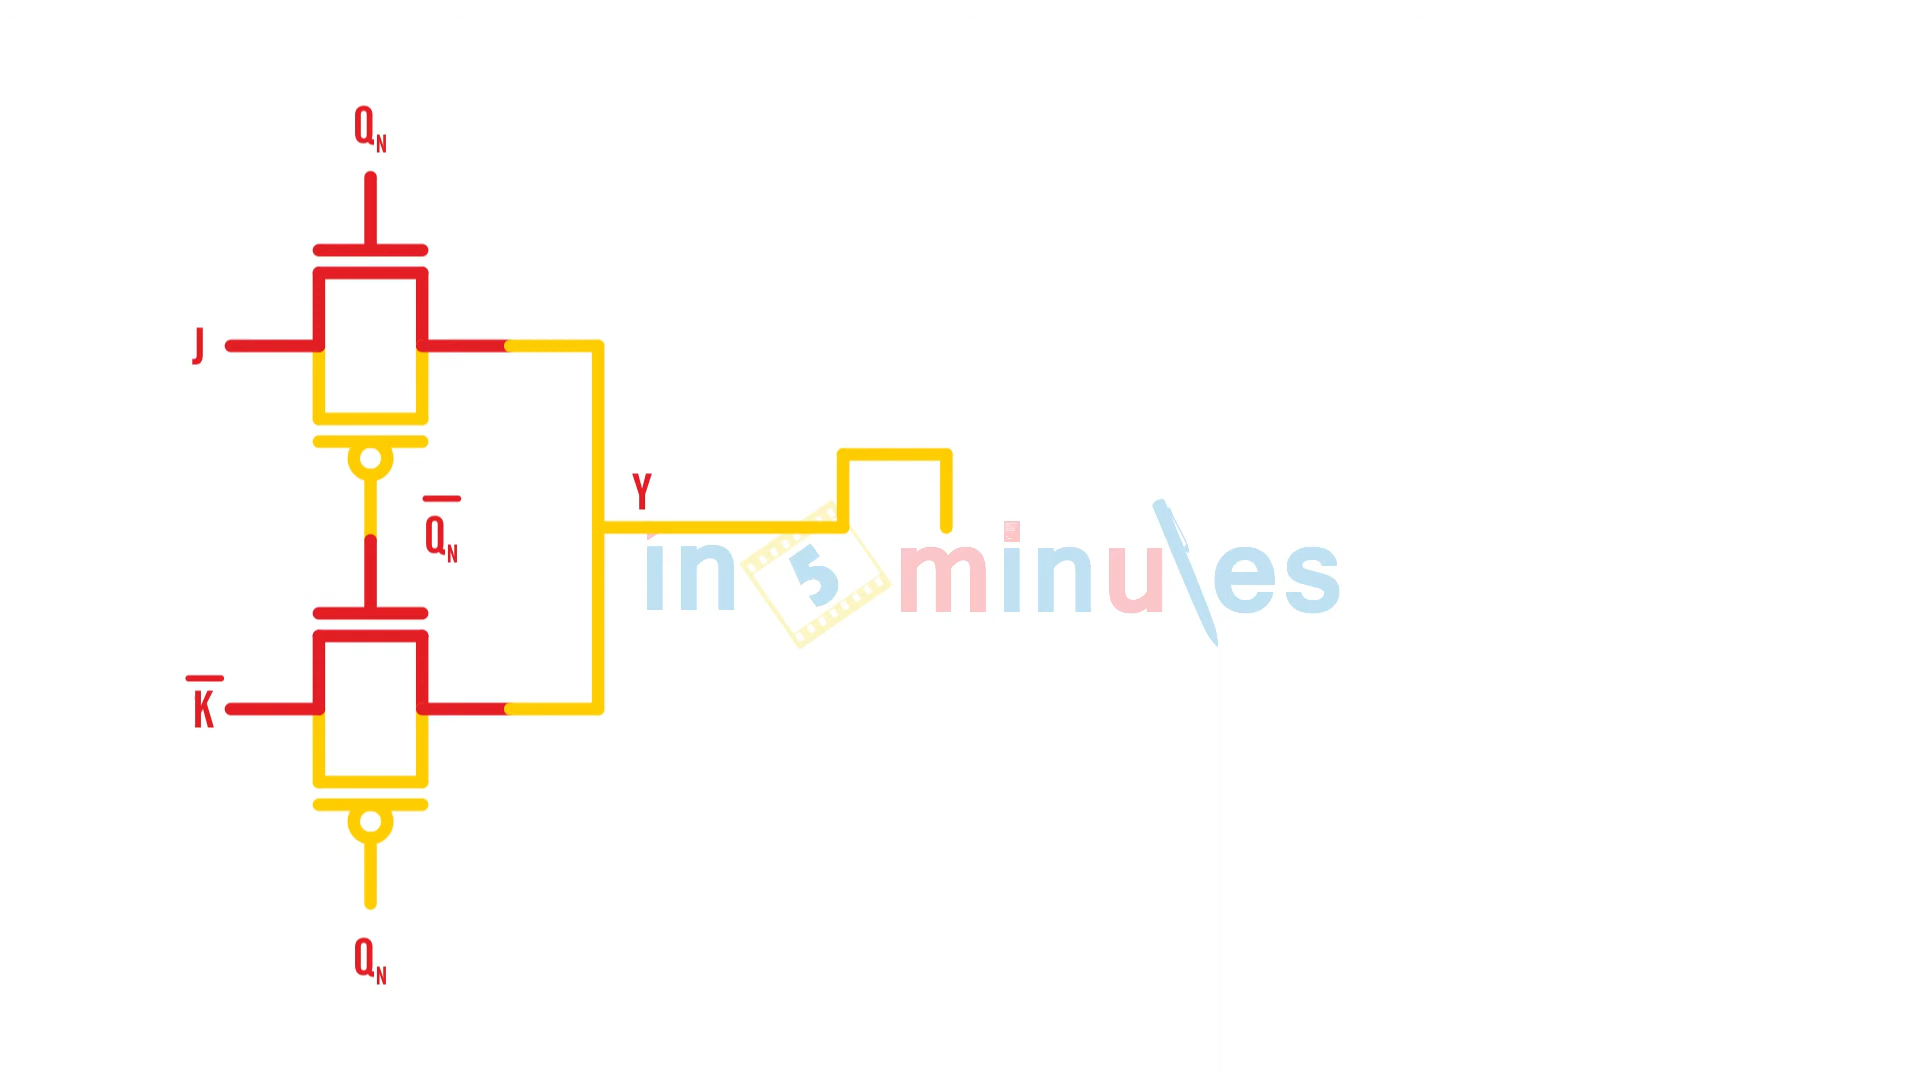 Q_N
J
Y
Q̅_N
in 5 minutes
K̅
Q_N